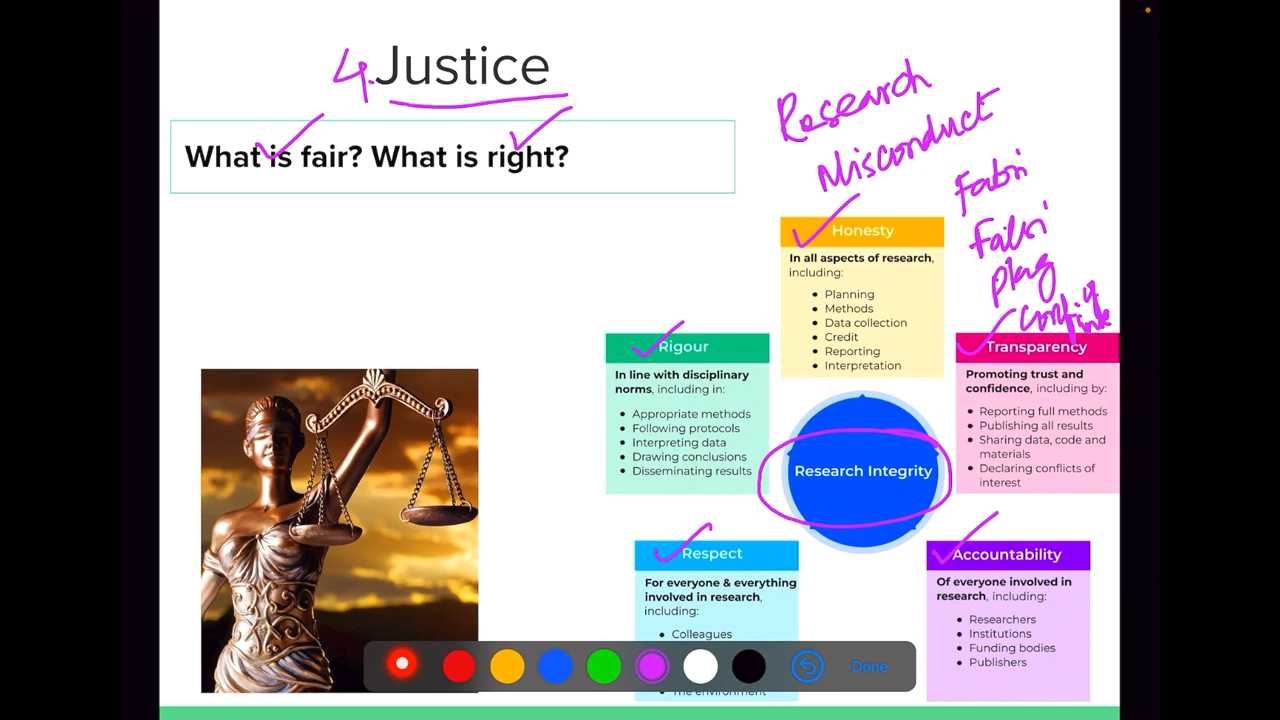 4. Justice
What is fair? What is right?
Research
Misconduct
Fabri
Falsi
Plag
Honesty
In all aspects of research,
including:
• Planning
• Methods
• Data collection
• Credit
• Reporting
• Interpretation
Rigour
In line with disciplinary
norms, including in:
• Appropriate methods
• Following protocols
• Interpreting data
• Drawing conclusions
• Disseminating results
Transparency
Promoting trust and
confidence, including by:
• Reporting full methods
• Publishing all results
• Sharing data, code and
materials
• Declaring conflicts of
interest
Research Integrity
Respect
For everyone & everything
involved in research,
including:
• Colleagues
The environment
Accountability
Of everyone involved in
research, including:
• Researchers
• Institutions
• Funding bodies
• Publishers
Done